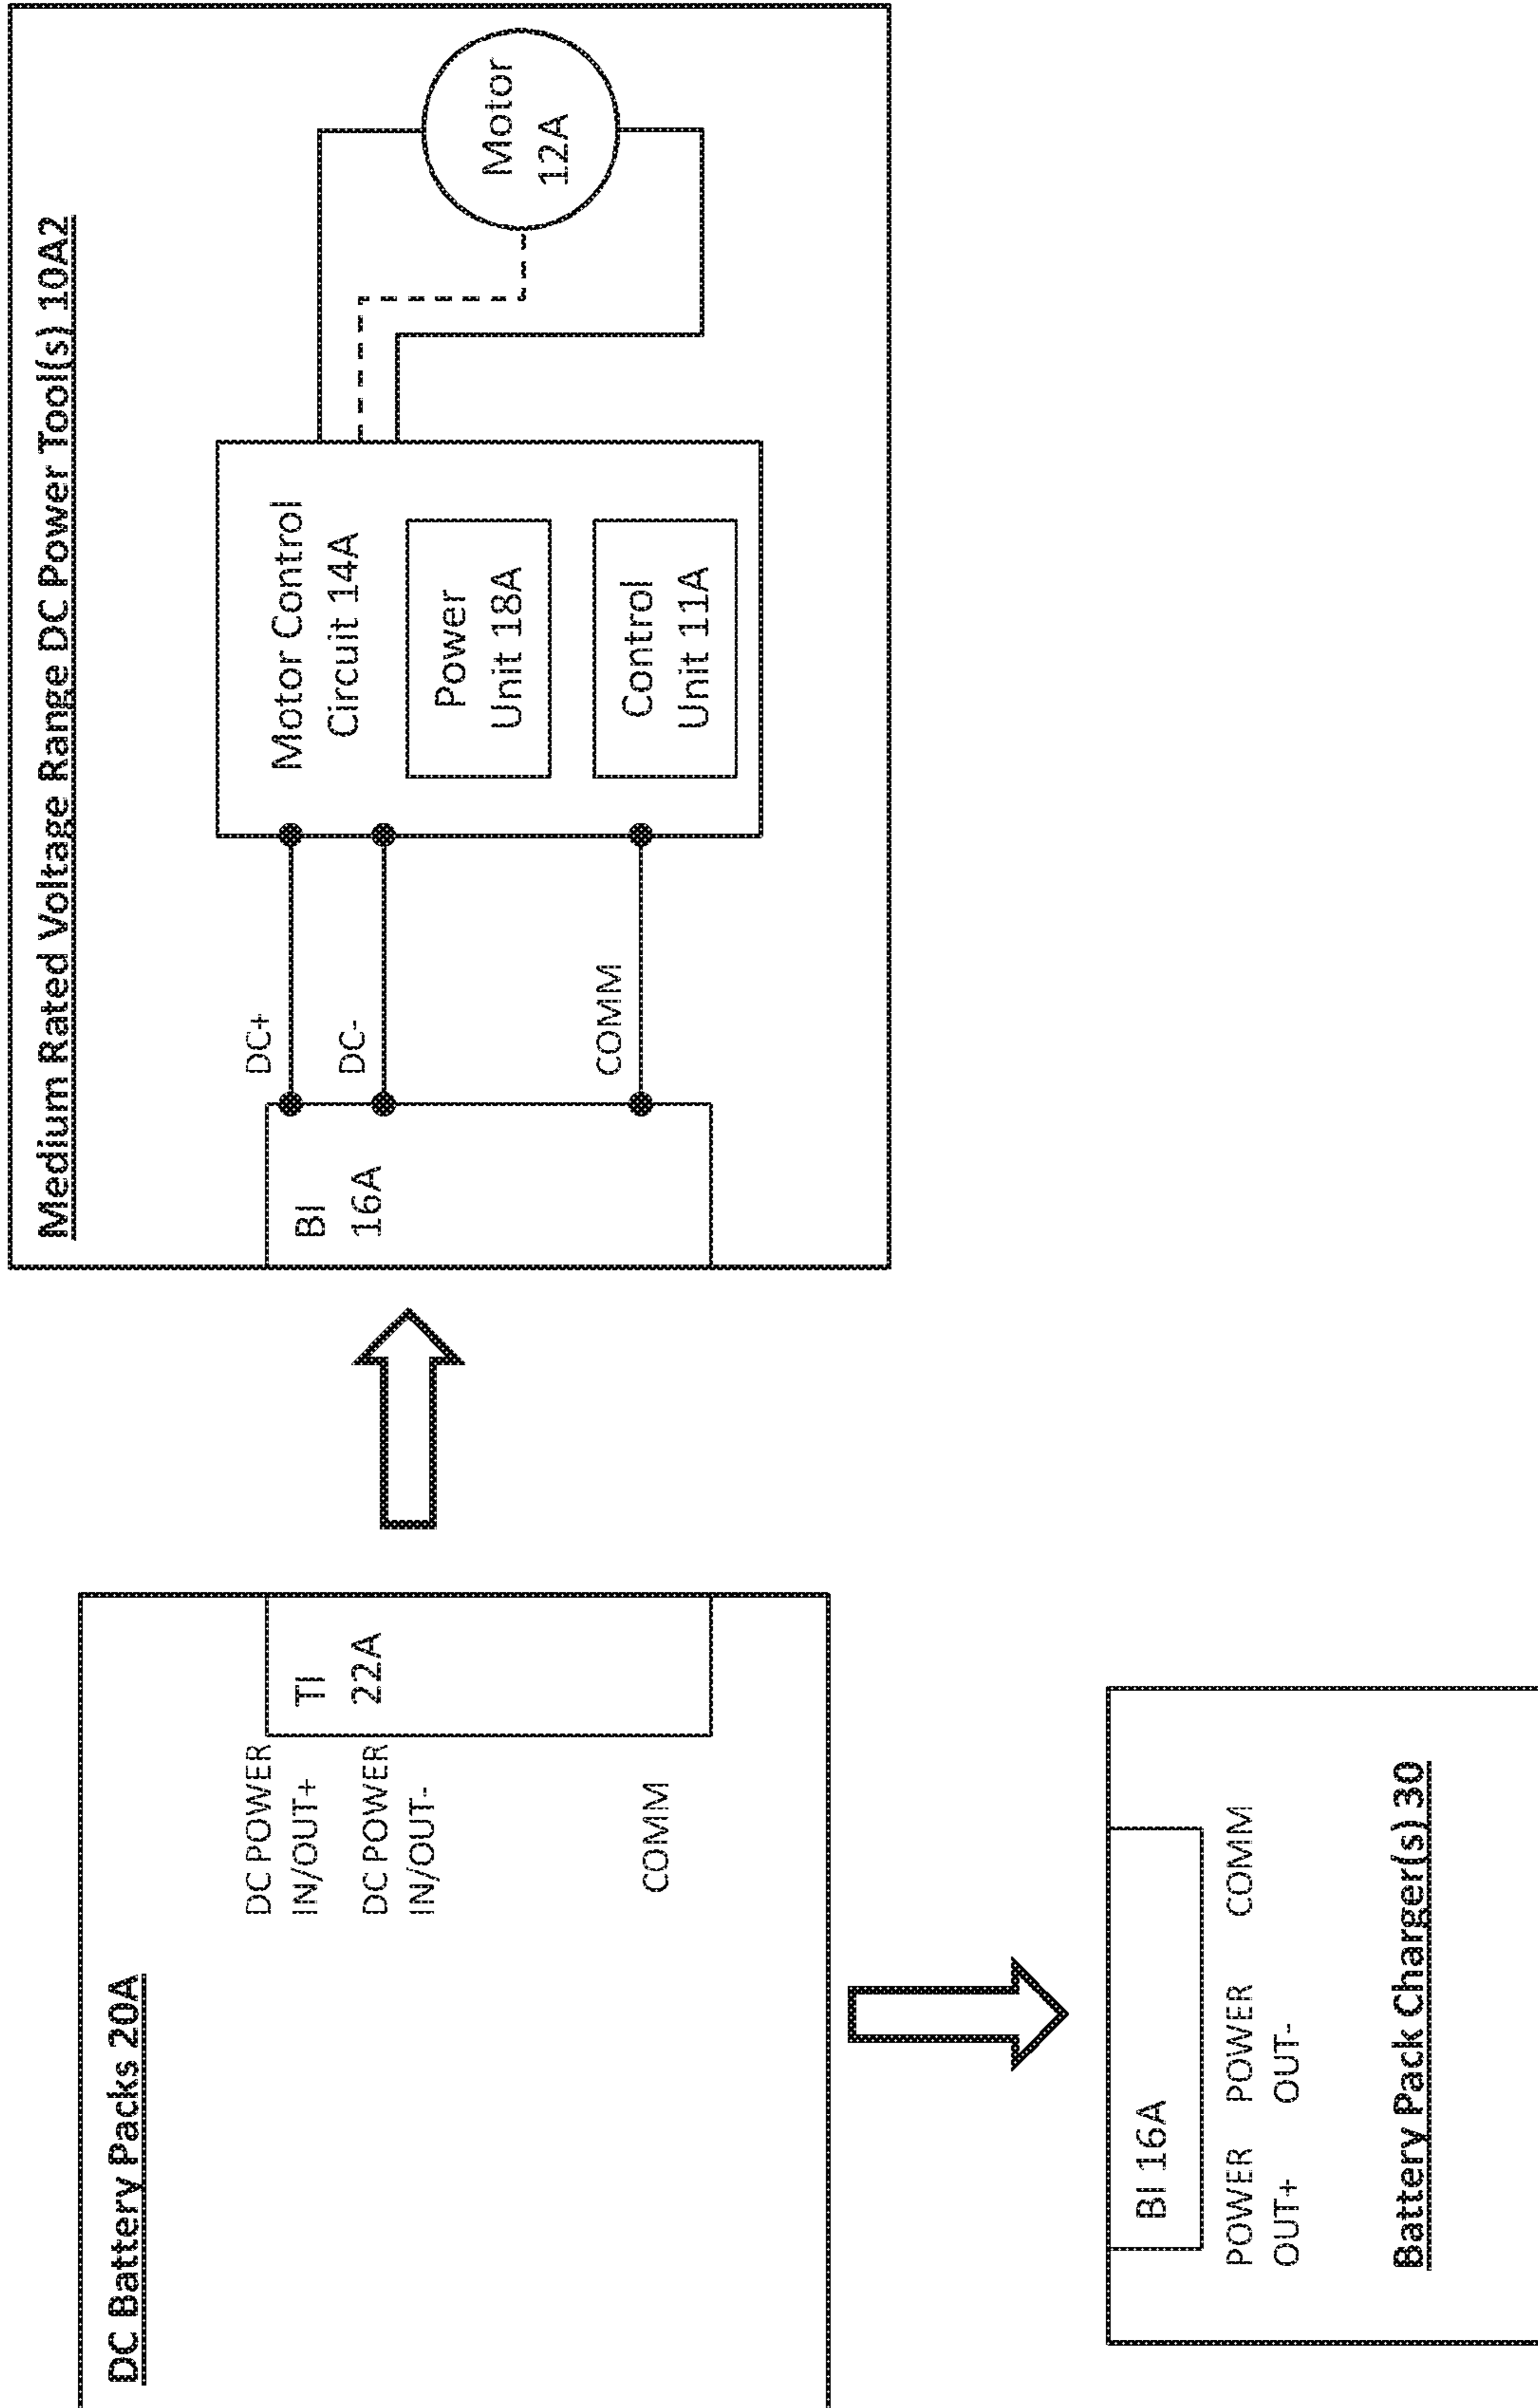 DC Battery Packs 20A
DC POWER
IN/OUT+
DC POWER
IN/OUT-
COMM
TI
22A
Medium Rated Voltage Range DC Power Tool(s) 10A2
BI
16A
DC+
DC-
COMM
Motor Control
Circuit 14A
Power
Unit 18A
Control
Unit 11A
Motor
12A
BI 16A
POWER
OUT+
POWER
OUT-
COMM
Battery Pack Charger(s) 30